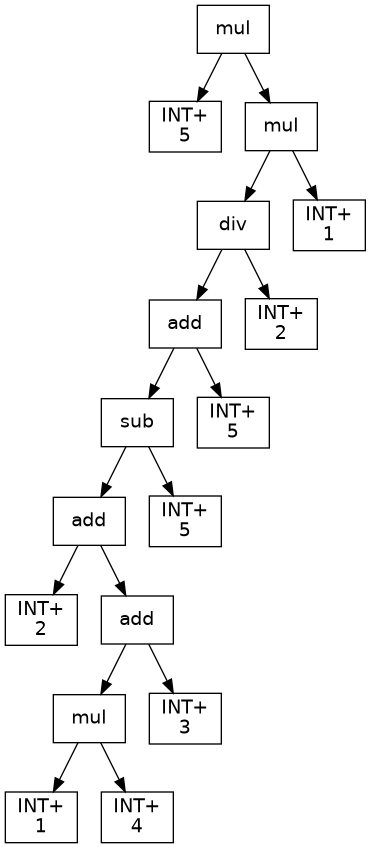 mul
INT+
5
mul
div
INT+
1
add
INT+
2
sub
INT+
5
add
INT+
5
INT+
2
add
mul
INT+
3
INT+
1
INT+
4